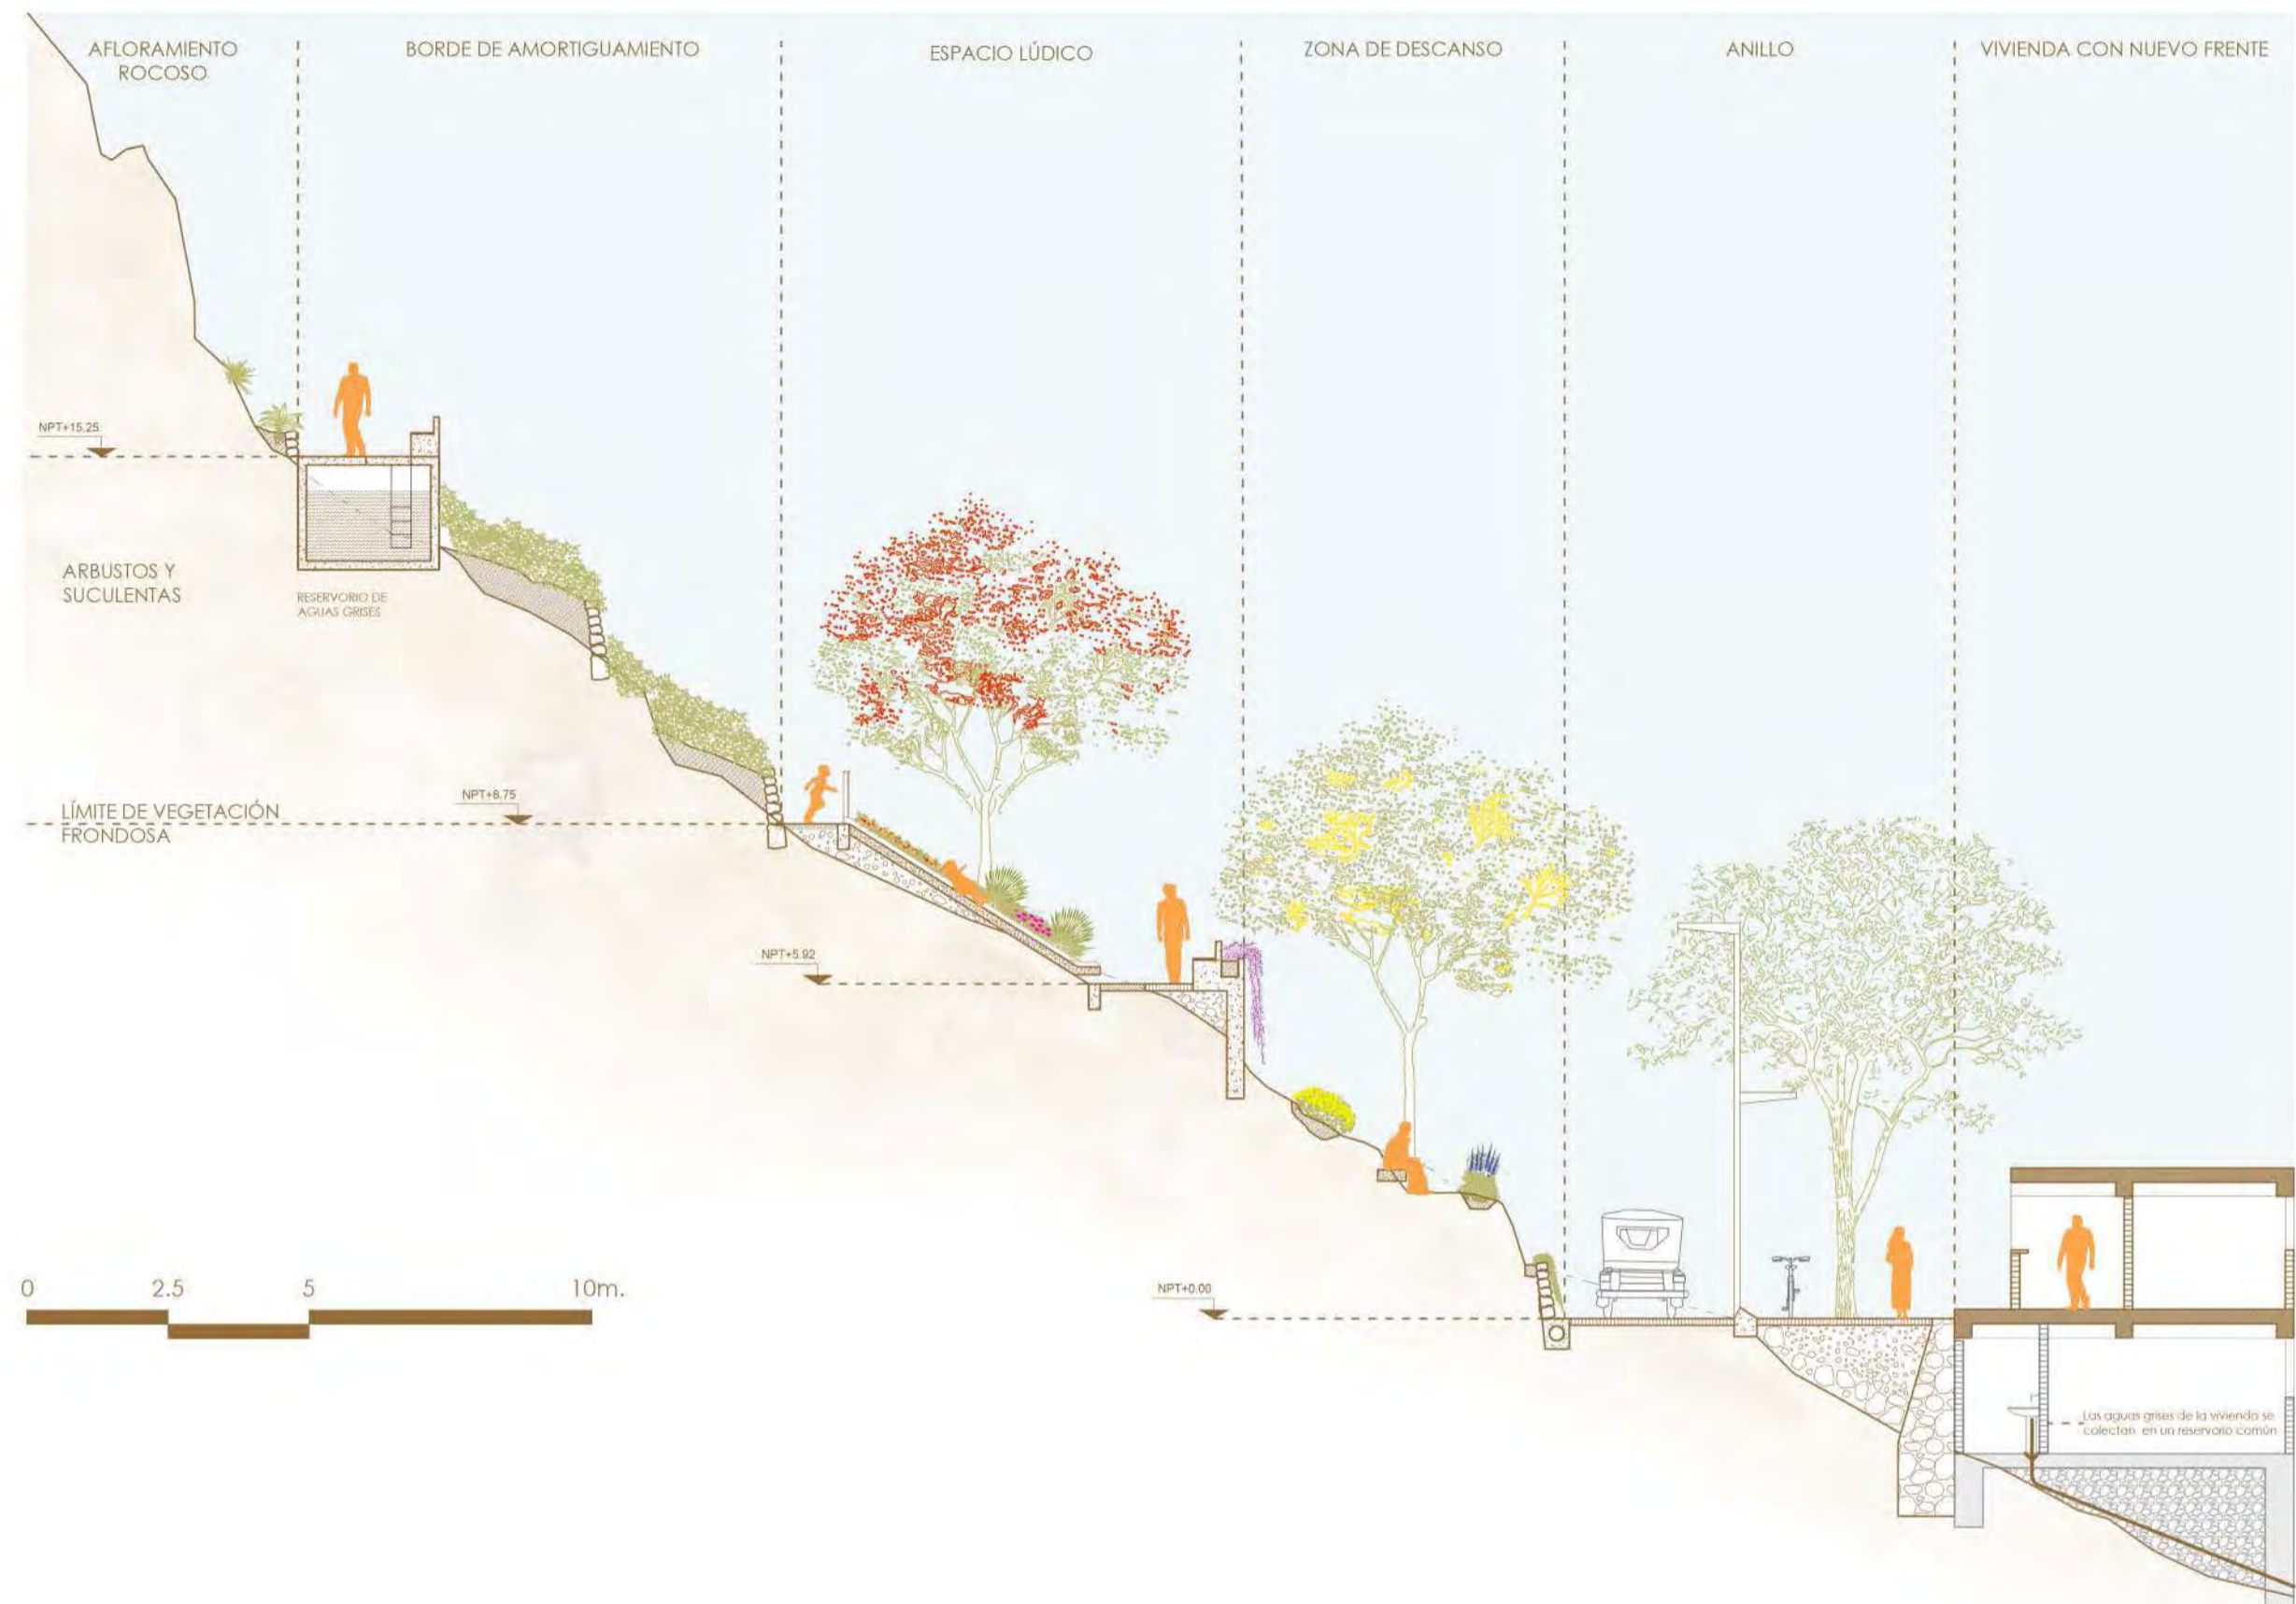 AFLORAMIENTO
ROCOSO
BORDE DE AMORTIGUAMIENTO
ESPACIO LÚDICO
ZONA DE DESCANSO
ANILLO
VIVIENDA CON NUEVO FRENTE
NPT+15.25
ARBUSTOS Y
SUCULENTAS
RESERVORIO DE
AGUAS GRISES
NPT+8.75
LÍMITE DE VEGETACIÓN
FRONDOSA
NPT+5.92
NPT+0.00
0 2.5 5 10m.
Las aguas grises de la vivienda se
colectan en un reservorio común